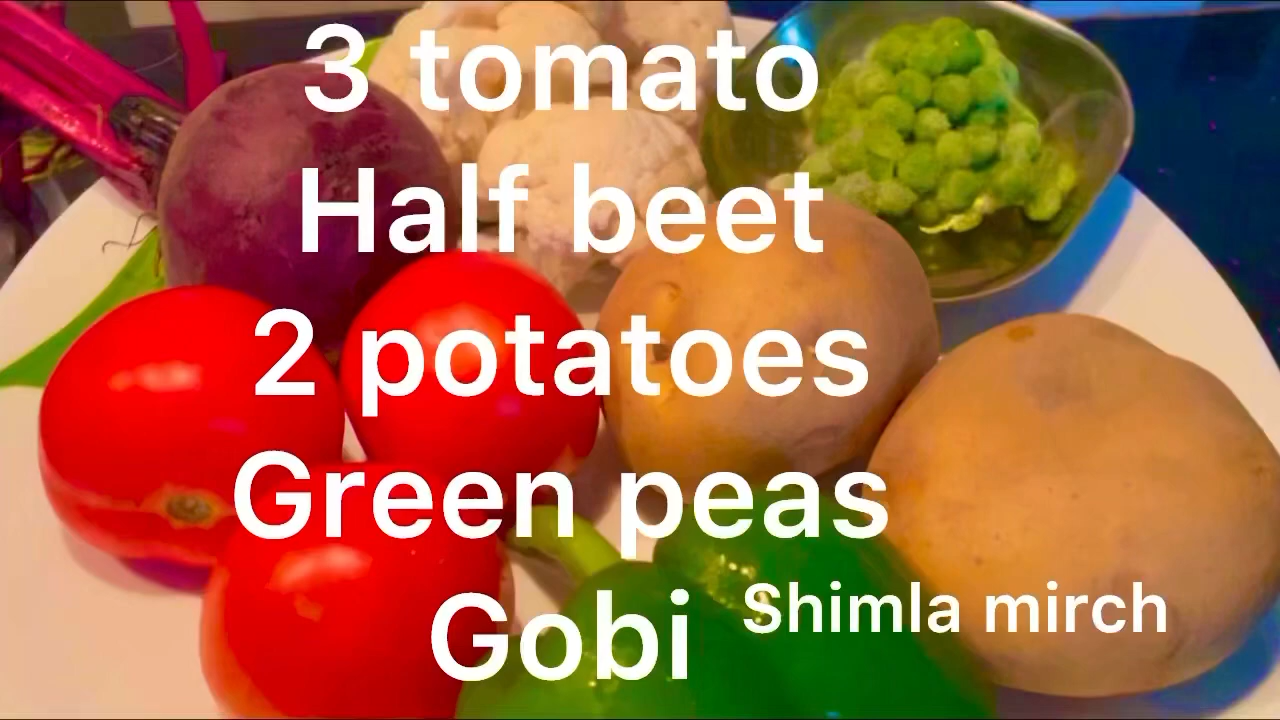 3 tomato
Half beet
2 potatoes
Green peas
Gobi
Shimla mirch